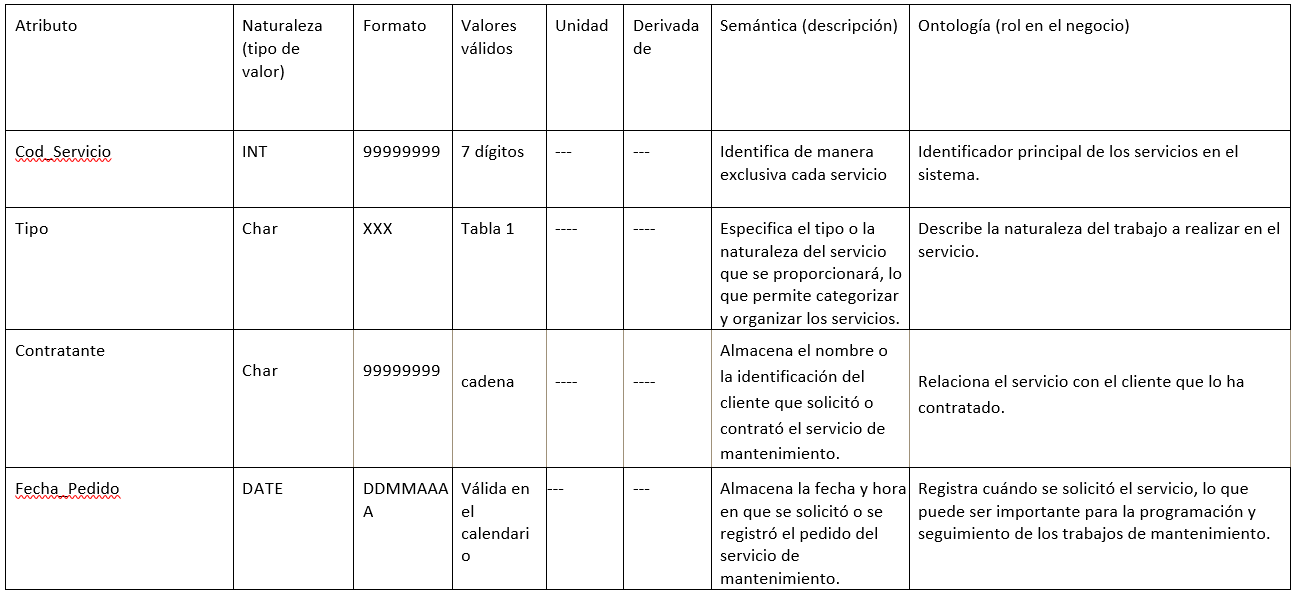 Atributo
Naturaleza
(tipo de
valor)
Formato
Valores
válidos
Unidad
Derivada
de
Semántica (descripción)
Ontología (rol en el negocio)
Cod_Servicio
INT
99999999
7 dígitos
---
---
Identifica de manera
exclusiva cada servicio
Identificador principal de los servicios en el
sistema.
Tipo
Char
XXX
Tabla 1
----
----
Especifica el tipo o la
naturaleza del servicio
que se proporcionará, lo
que permite categorizar
y organizar los servicios.
Describe la naturaleza del trabajo a realizar en el
servicio.
Contratante
Char
99999999
cadena
----
----
Almacena el nombre o
la identificación del
cliente que solicitó o
contrató el servicio de
mantenimiento.
Relaciona el servicio con el cliente que lo ha
contratado.
Fecha_Pedido
DATE
DDMMAAA
A
Válida en
el
calendari
o
---
---
Almacena la fecha y hora
en que se solicitó o se
registró el pedido del
servicio de
mantenimiento.
Registra cuándo se solicitó el servicio, lo que
puede ser importante para la programación y
seguimiento de los trabajos de mantenimiento.